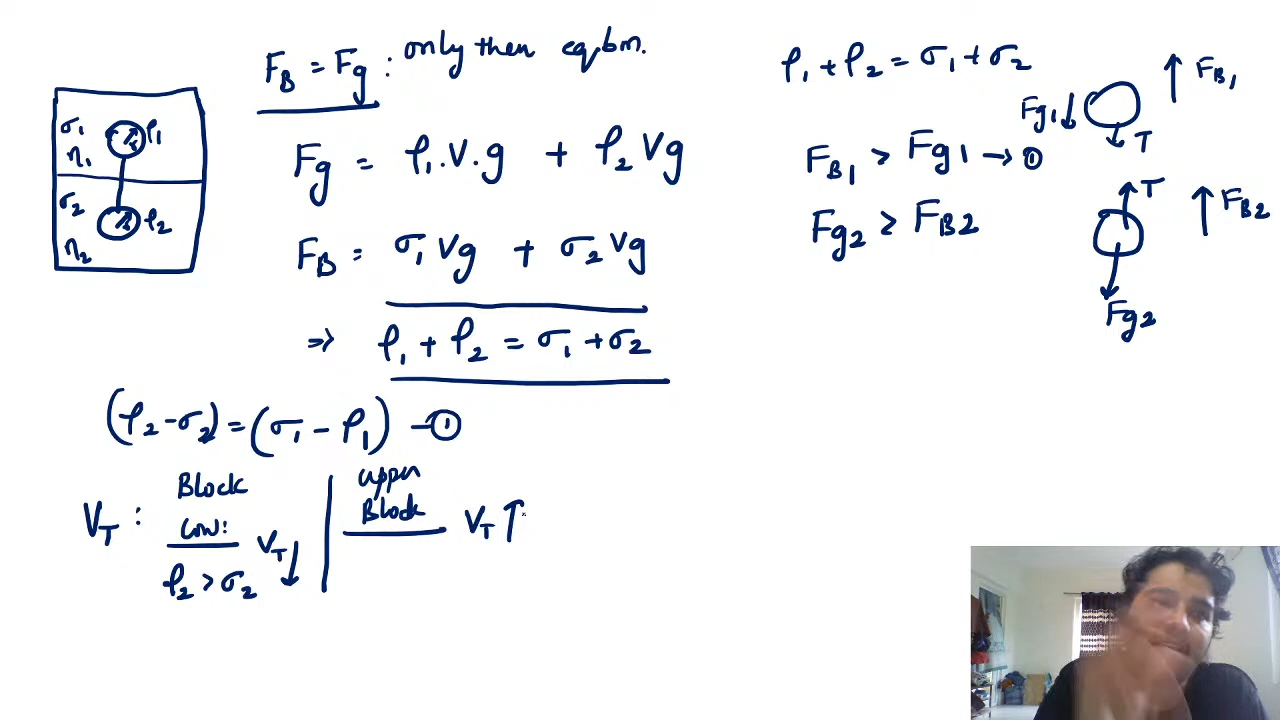 F_B = F_g : only then eqbm.
σ₁ ρ₁
η₁
σ₂ ρ₂
η₂
F_g = ρ₁.V.g + ρ₂Vg
F_B = σ₁Vg + σ₂Vg
⇒ ρ₁ + ρ₂ = σ₁ + σ₂
(ρ₂ - σ₂) = (σ₁ - ρ₁) - ①
V_T : Block
low:
ρ₂ > σ₂ V_T ↓
upper
Block V_T ↑
ρ₁ + ρ₂ = σ₁ + σ₂
F_B₁ > F_g1 → ①
F_g2 > F_B2
F_g1 ↓ ↑ F_B₁
T
T ↑ F_B2
F_g2